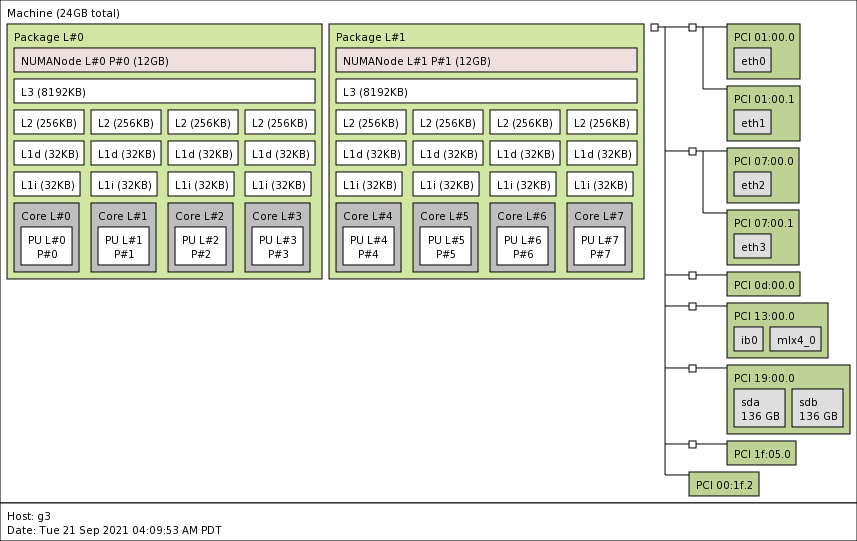 Machine (24GB total)
Package L#0
NUMANode L#0 P#0 (12GB)
L3 (8192KB)
L2 (256KB) L2 (256KB) L2 (256KB) L2 (256KB)
L1d (32KB) L1d (32KB) L1d (32KB) L1d (32KB)
L1i (32KB) L1i (32KB) L1i (32KB) L1i (32KB)
Core L#0 Core L#1 Core L#2 Core L#3
PU L#0 PU L#1 PU L#2 PU L#3
P#0 P#1 P#2 P#3
Package L#1
NUMANode L#1 P#1 (12GB)
L3 (8192KB)
L2 (256KB) L2 (256KB) L2 (256KB) L2 (256KB)
L1d (32KB) L1d (32KB) L1d (32KB) L1d (32KB)
L1i (32KB) L1i (32KB) L1i (32KB) L1i (32KB)
Core L#4 Core L#5 Core L#6 Core L#7
PU L#4 PU L#5 PU L#6 PU L#7
P#4 P#5 P#6 P#7
PCI 01:00.0
eth0
PCI 01:00.1
eth1
PCI 07:00.0
eth2
PCI 07:00.1
eth3
PCI 0d:00.0
PCI 13:00.0
ib0 mlx4_0
PCI 19:00.0
sda sdb
136 GB 136 GB
PCI 1f:05.0
PCI 00:1f.2
Host: g3
Date: Tue 21 Sep 2021 04:09:53 AM PDT